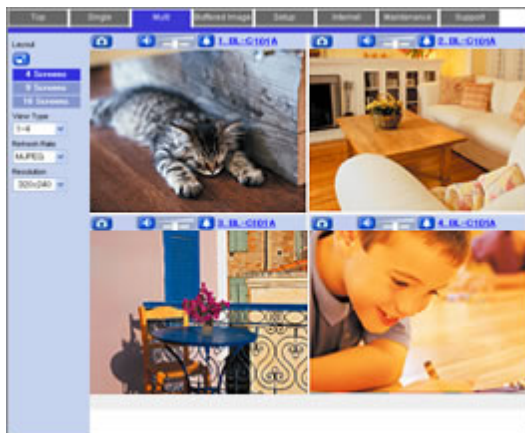 Top Single Multi Buffered Image Setup Internet Maintenance Support
Layout
4 Screens
9 Screens
16 Screens
View Type
1-4
Refresh Rate
MJPEG
Resolution
320x240
1. BL-C101A
2. BL-C101A
3. BL-C101A
4. BL-C101A